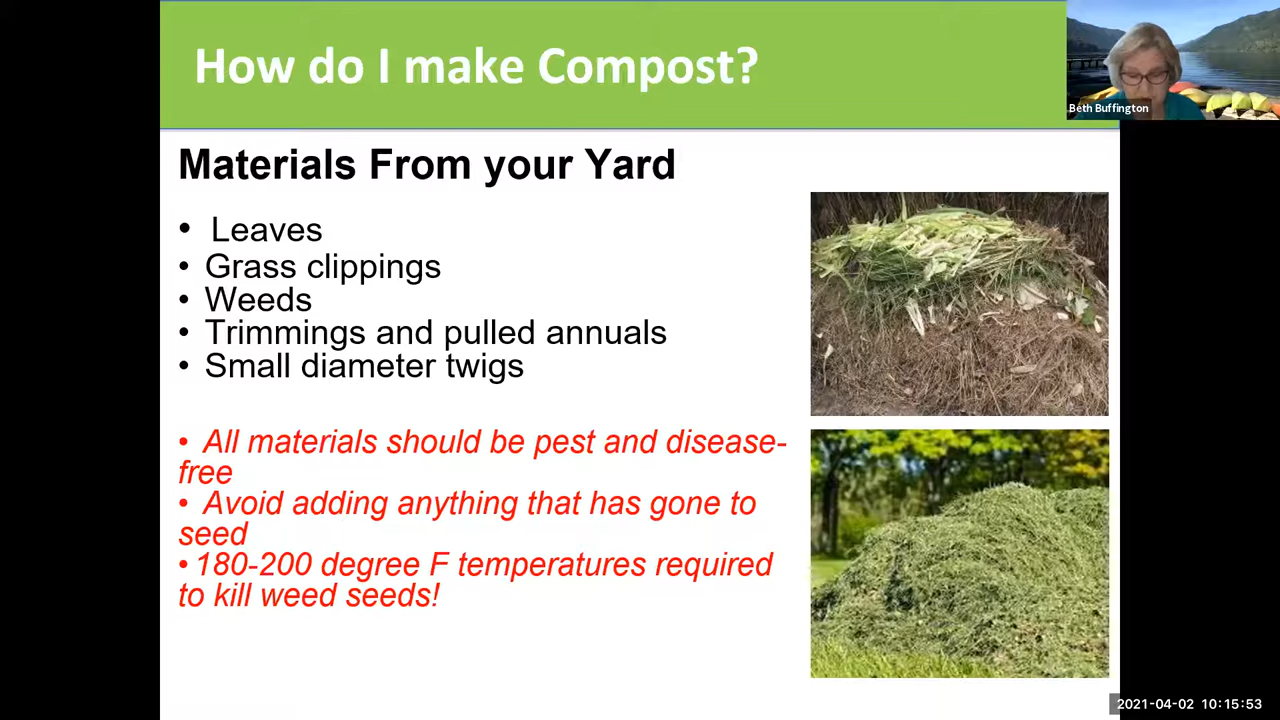 How do I make Compost?
Beth Buffington
Materials From your Yard
• Leaves
• Grass clippings
• Weeds
• Trimmings and pulled annuals
• Small diameter twigs
• All materials should be pest and disease-
free
• Avoid adding anything that has gone to
seed
• 180-200 degree F temperatures required
to kill weed seeds!
2021-04-02 10:15:53